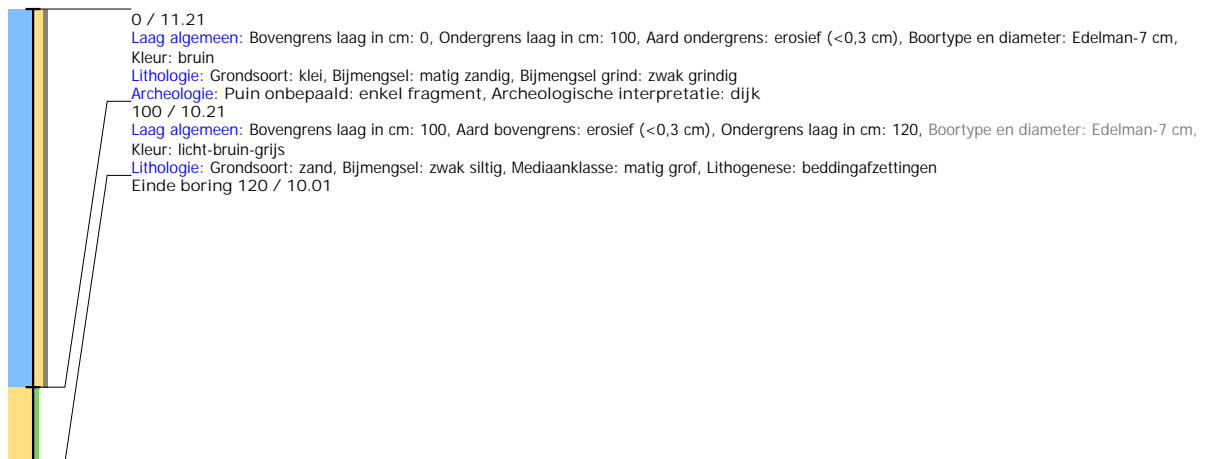 0 / 11.21
Laag algemeen: Bovengrens laag in cm: 0, Ondergrens laag in cm: 100, Aard ondergrens: erosief (<0,3 cm), Boortype en diameter: Edelman-7 cm,
Kleur: bruin
Lithologie: Grondsoort: klei, Bijmengsel: matig zandig, Bijmengsel grind: zwak grindig
Archeologie: Puin onbepaald: enkel fragment, Archeologische interpretatie: dijk
100 / 10.21
Laag algemeen: Bovengrens laag in cm: 100, Aard bovengrens: erosief (<0,3 cm), Ondergrens laag in cm: 120, Boortype en diameter: Edelman-7 cm,
Kleur: licht-bruin-grijs
Lithologie: Grondsoort: zand, Bijmengsel: zwak siltig, Mediaanklasse: matig grof, Lithogenese: beddingafzettingen
Einde boring 120 / 10.01